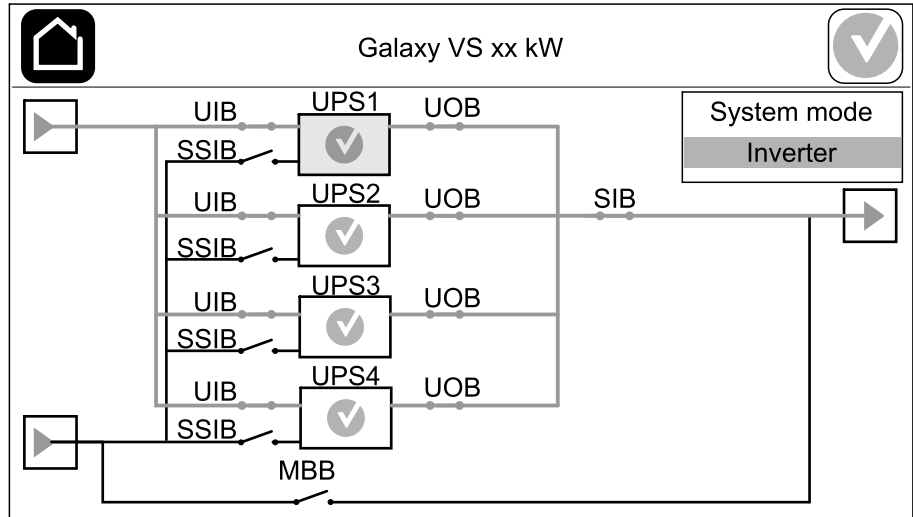 Galaxy VS xx kW
System mode
Inverter
UIB
UPS1
UOB
SSIB
UIB
UPS2
UOB
SIB
SSIB
UIB
UPS3
UOB
SSIB
UIB
UPS4
UOB
SSIB
MBB